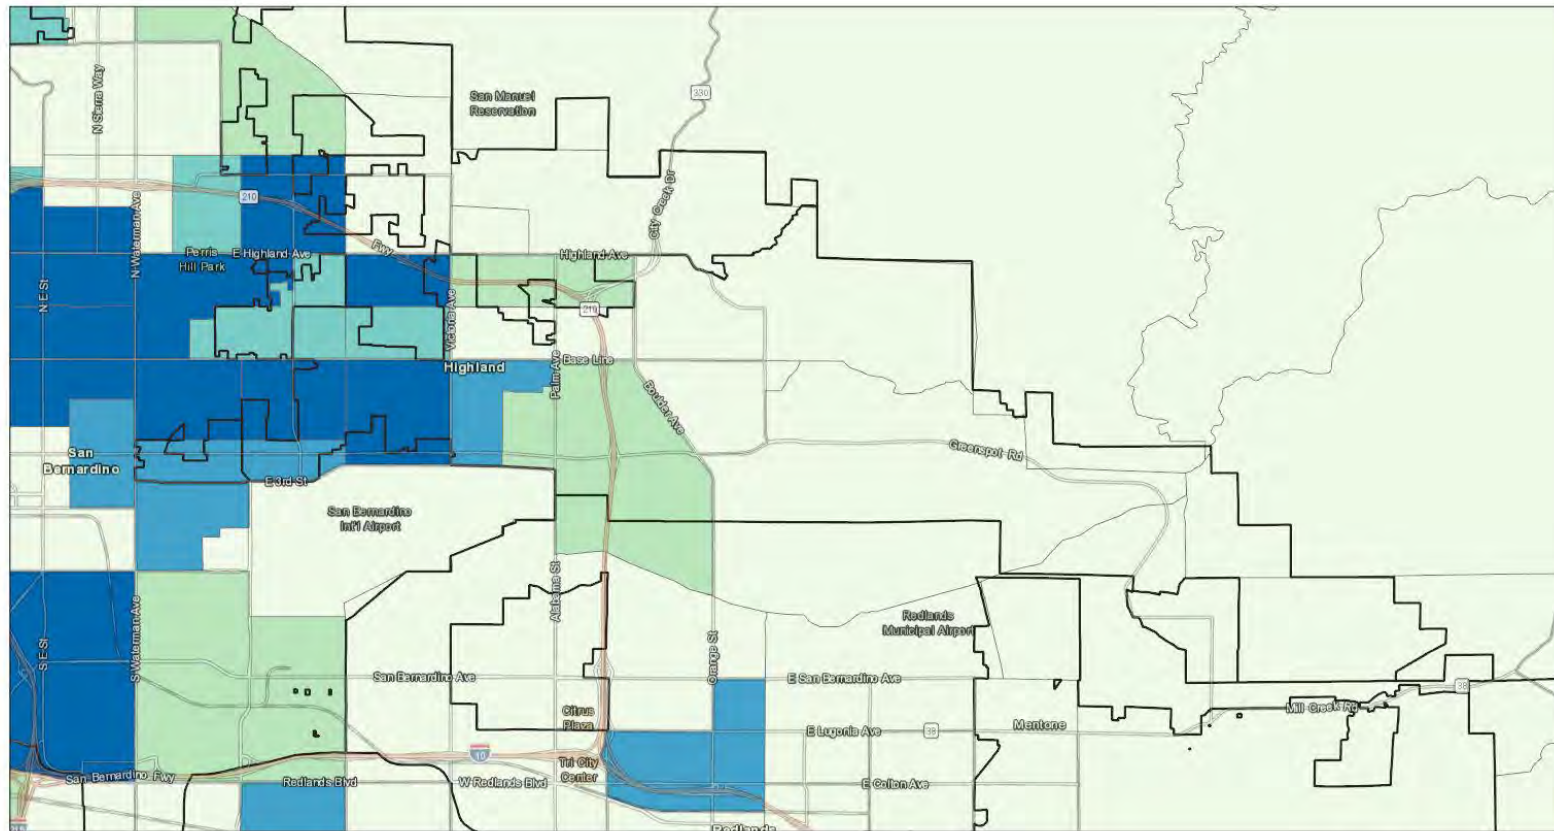 330
San Manuel
Reservation
N Sierra Way
City Creek Dr
210
N Waterman Ave
Perris
Hill Park
E Highland Ave
Fwy
Highland Ave
N E St
Victoria Ave
210
Highland
Palm Ave
Base Line
Boulder Ave
San
Bernardino
E 3rd St
Greenspot Rd
San Bernardino
Int'l Airport
Alabama St
S Waterman Ave
S E St
Redlands
Municipal Airport
Orange St
San Bernardino Ave
E San Bernardino Ave
38
Mill Creek Rd
Citrus
Plaza
E Lugonia Ave
38
Mentone
10
Tri City
Center
San Bernardino Fwy
Redlands Blvd
W Redlands Blvd
E Colton Ave
Redlands